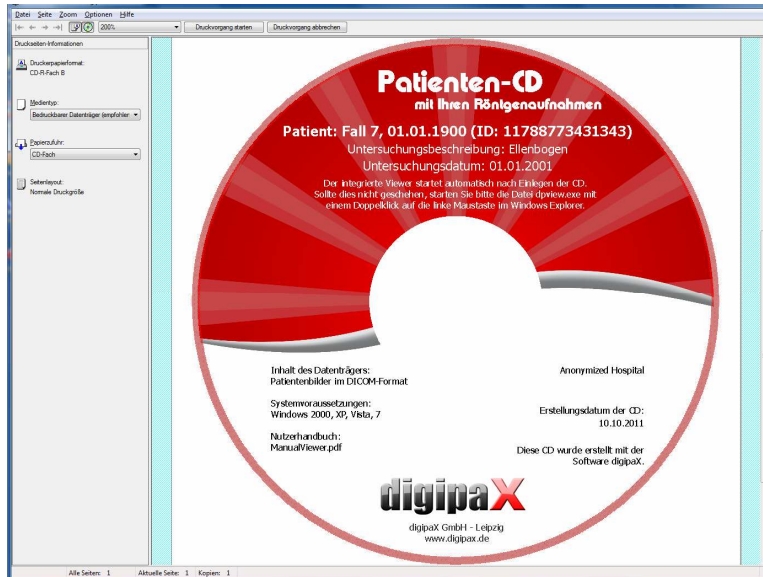 Datei Seite Zoom Optionen Hilfe
200% Druckvorgang starten Druckvorgang abbrechen
Druckseiten-Informationen
Druckerpapierformat:
CD-R-Fach B
Medientyp:
Bedruckbarer Datenträger (empfohler
Papierzufuhr:
CD-Fach
Seitenlayout:
Normale Druckgröße
Patienten-CD
mit Ihren Röntgenaufnahmen
Patient: Fall 7, 01.01.1900 (ID: 11788773431343)
Untersuchungsbeschreibung: Ellenbogen
Untersuchungsdatum: 01.01.2001
Der integrierte Viewer startet automatisch nach Einlegen der CD.
Sollte dies nicht geschehen, starten Sie bitte die Datei dpview.exe mit
einem Doppelklick auf die linke Maustaste im Windows Explorer.
Inhalt des Datenträgers:
Patientenbilder im DICOM-Format
Systemvoraussetzungen:
Windows 2000, XP, Vista, 7
Nutzerhandbuch:
ManualViewer.pdf
Anonymized Hospital
Erstellungsdatum der CD:
10.10.2011
Diese CD wurde erstellt mit der
Software digipaX.
digipaX
digipaX GmbH - Leipzig
www.digipax.de
Alle Seiten: 1 Aktuelle Seite: 1 Kopien: 1